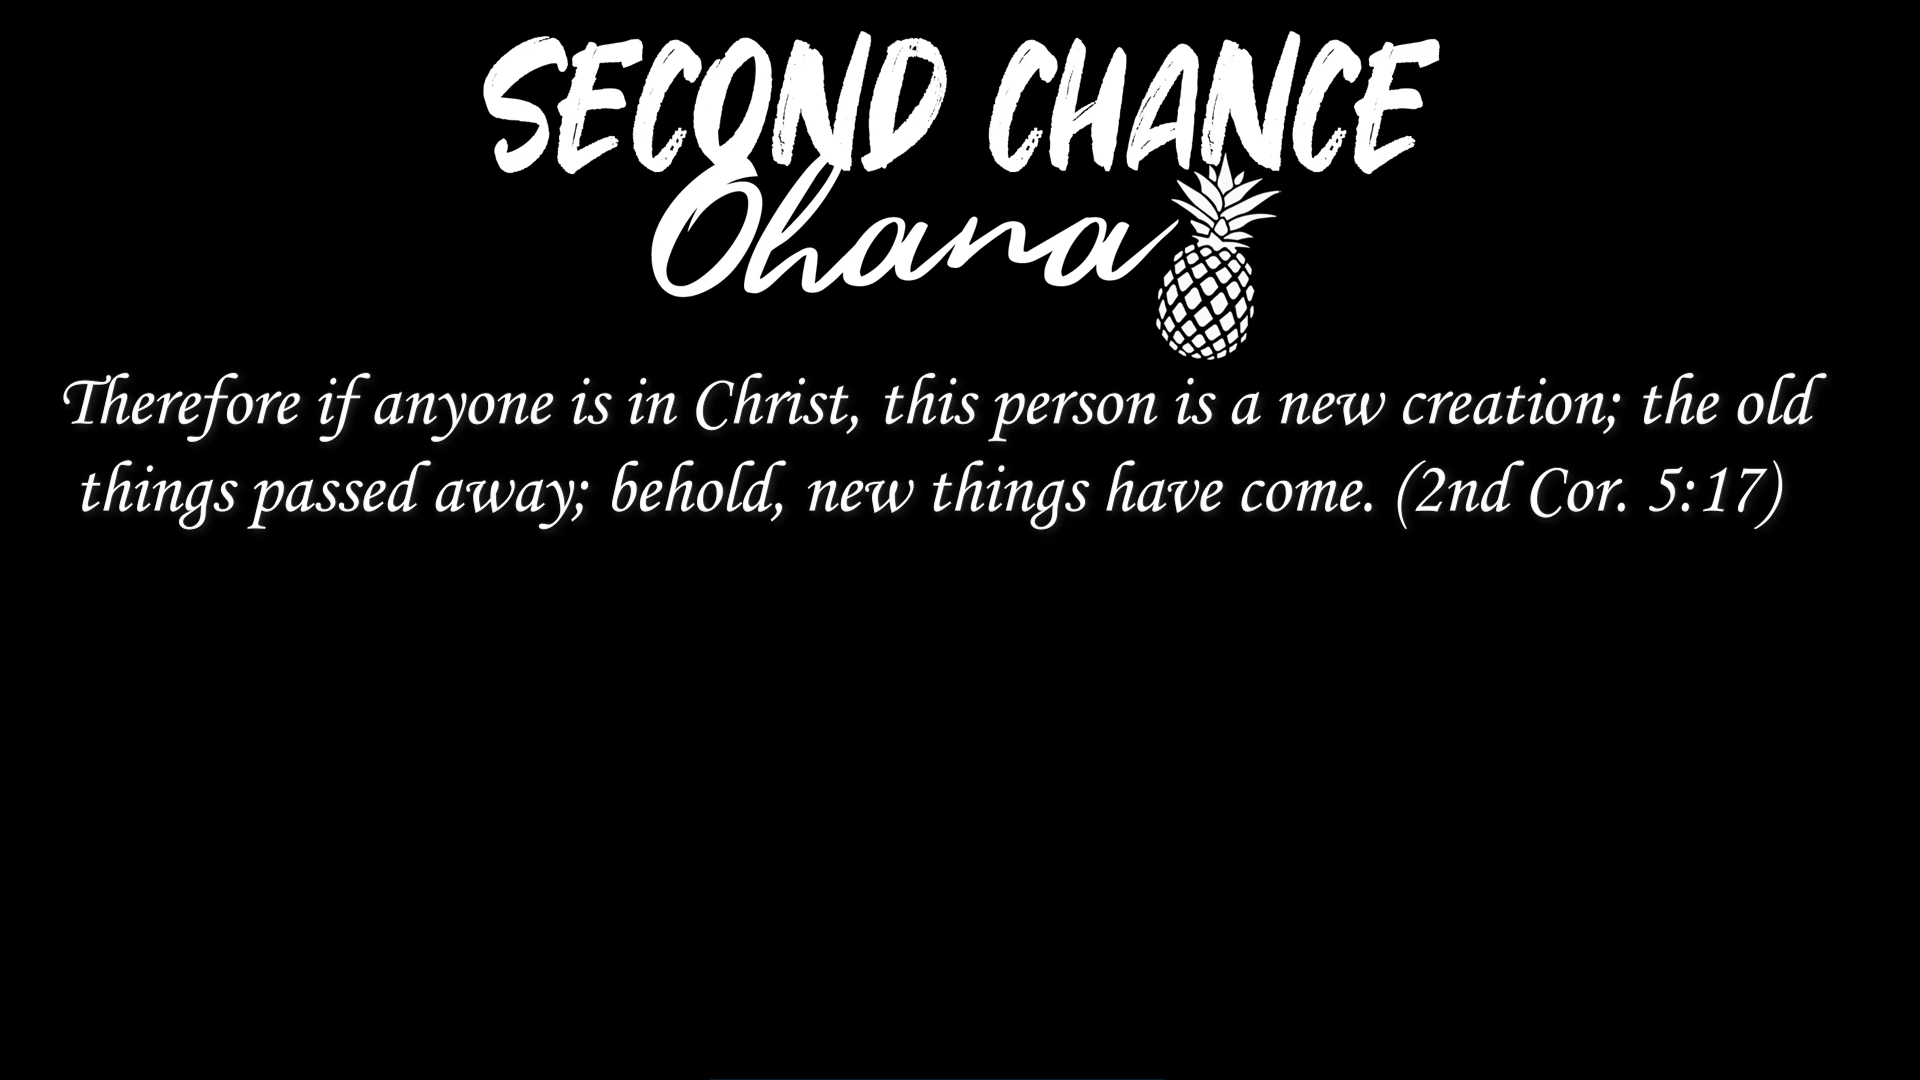 SECOND CHANCE
Ohana
Therefore if anyone is in Christ, this person is a new creation; the old
things passed away; behold, new things have come. (2nd Cor. 5:17)